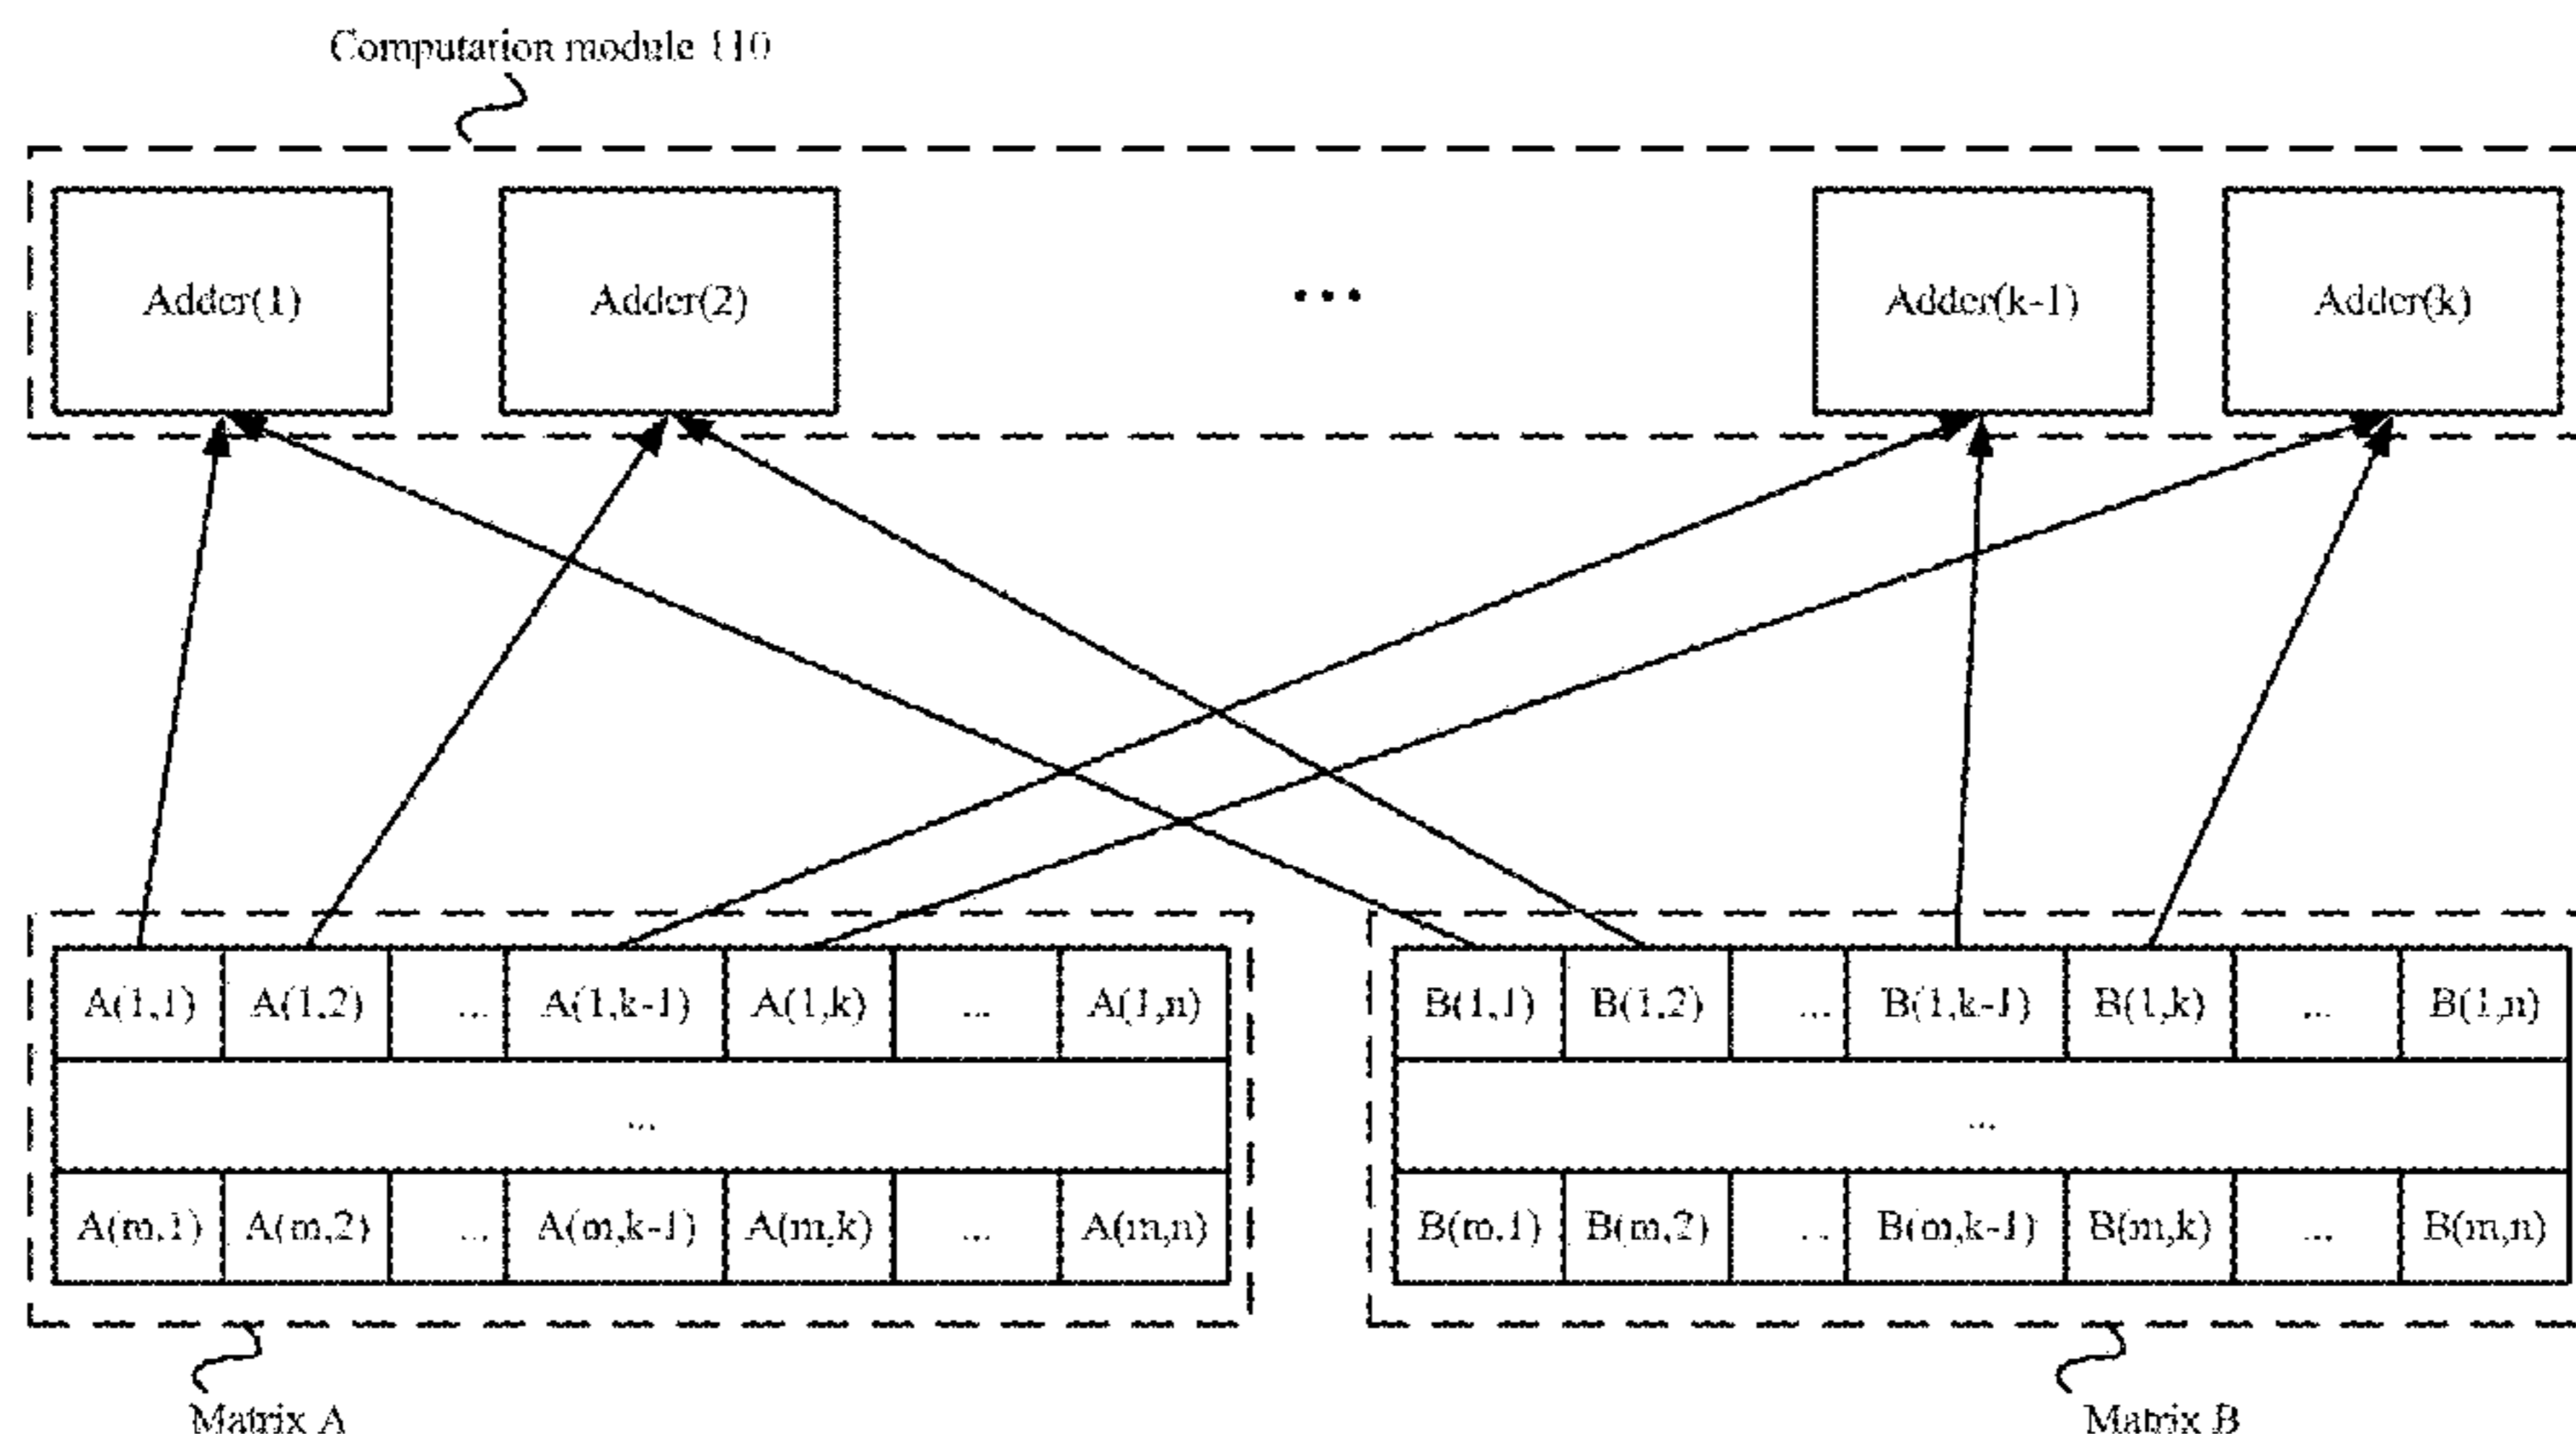 Computation module 110
Adder(1) Adder(2) ... Adder(k-1) Adder(k)
A(1,1) A(1,2) ... A(1,k-1) A(1,k) ... A(1,n) B(1,1) B(1,2) ... B(1,k-1) B(1,k) ... B(1,n)
... ...
A(m,1) A(m,2) ... A(m,k-1) A(m,k) ... A(m,n) B(m,1) B(m,2) ... B(m,k-1) B(m,k) ... B(m,n)
Matrix A Matrix B